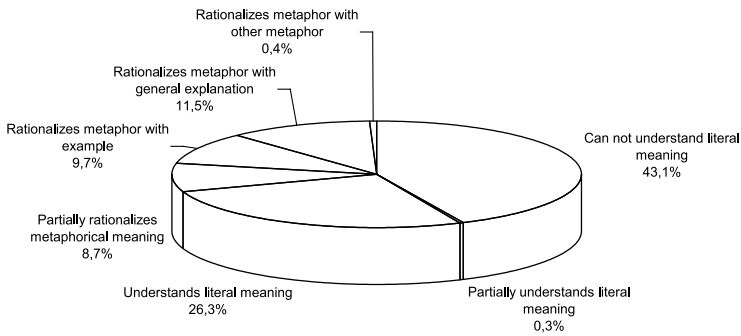 Rationalizes metaphor with
other metaphor
0,4%
Rationalizes metaphor with
general explanation
11,5%
Rationalizes metaphor with
example
9,7%
Can not understand literal
meaning
43,1%
Partially rationalizes
metaphorical meaning
8,7%
Understands literal meaning
26,3%
Partially understands literal
meaning
0,3%